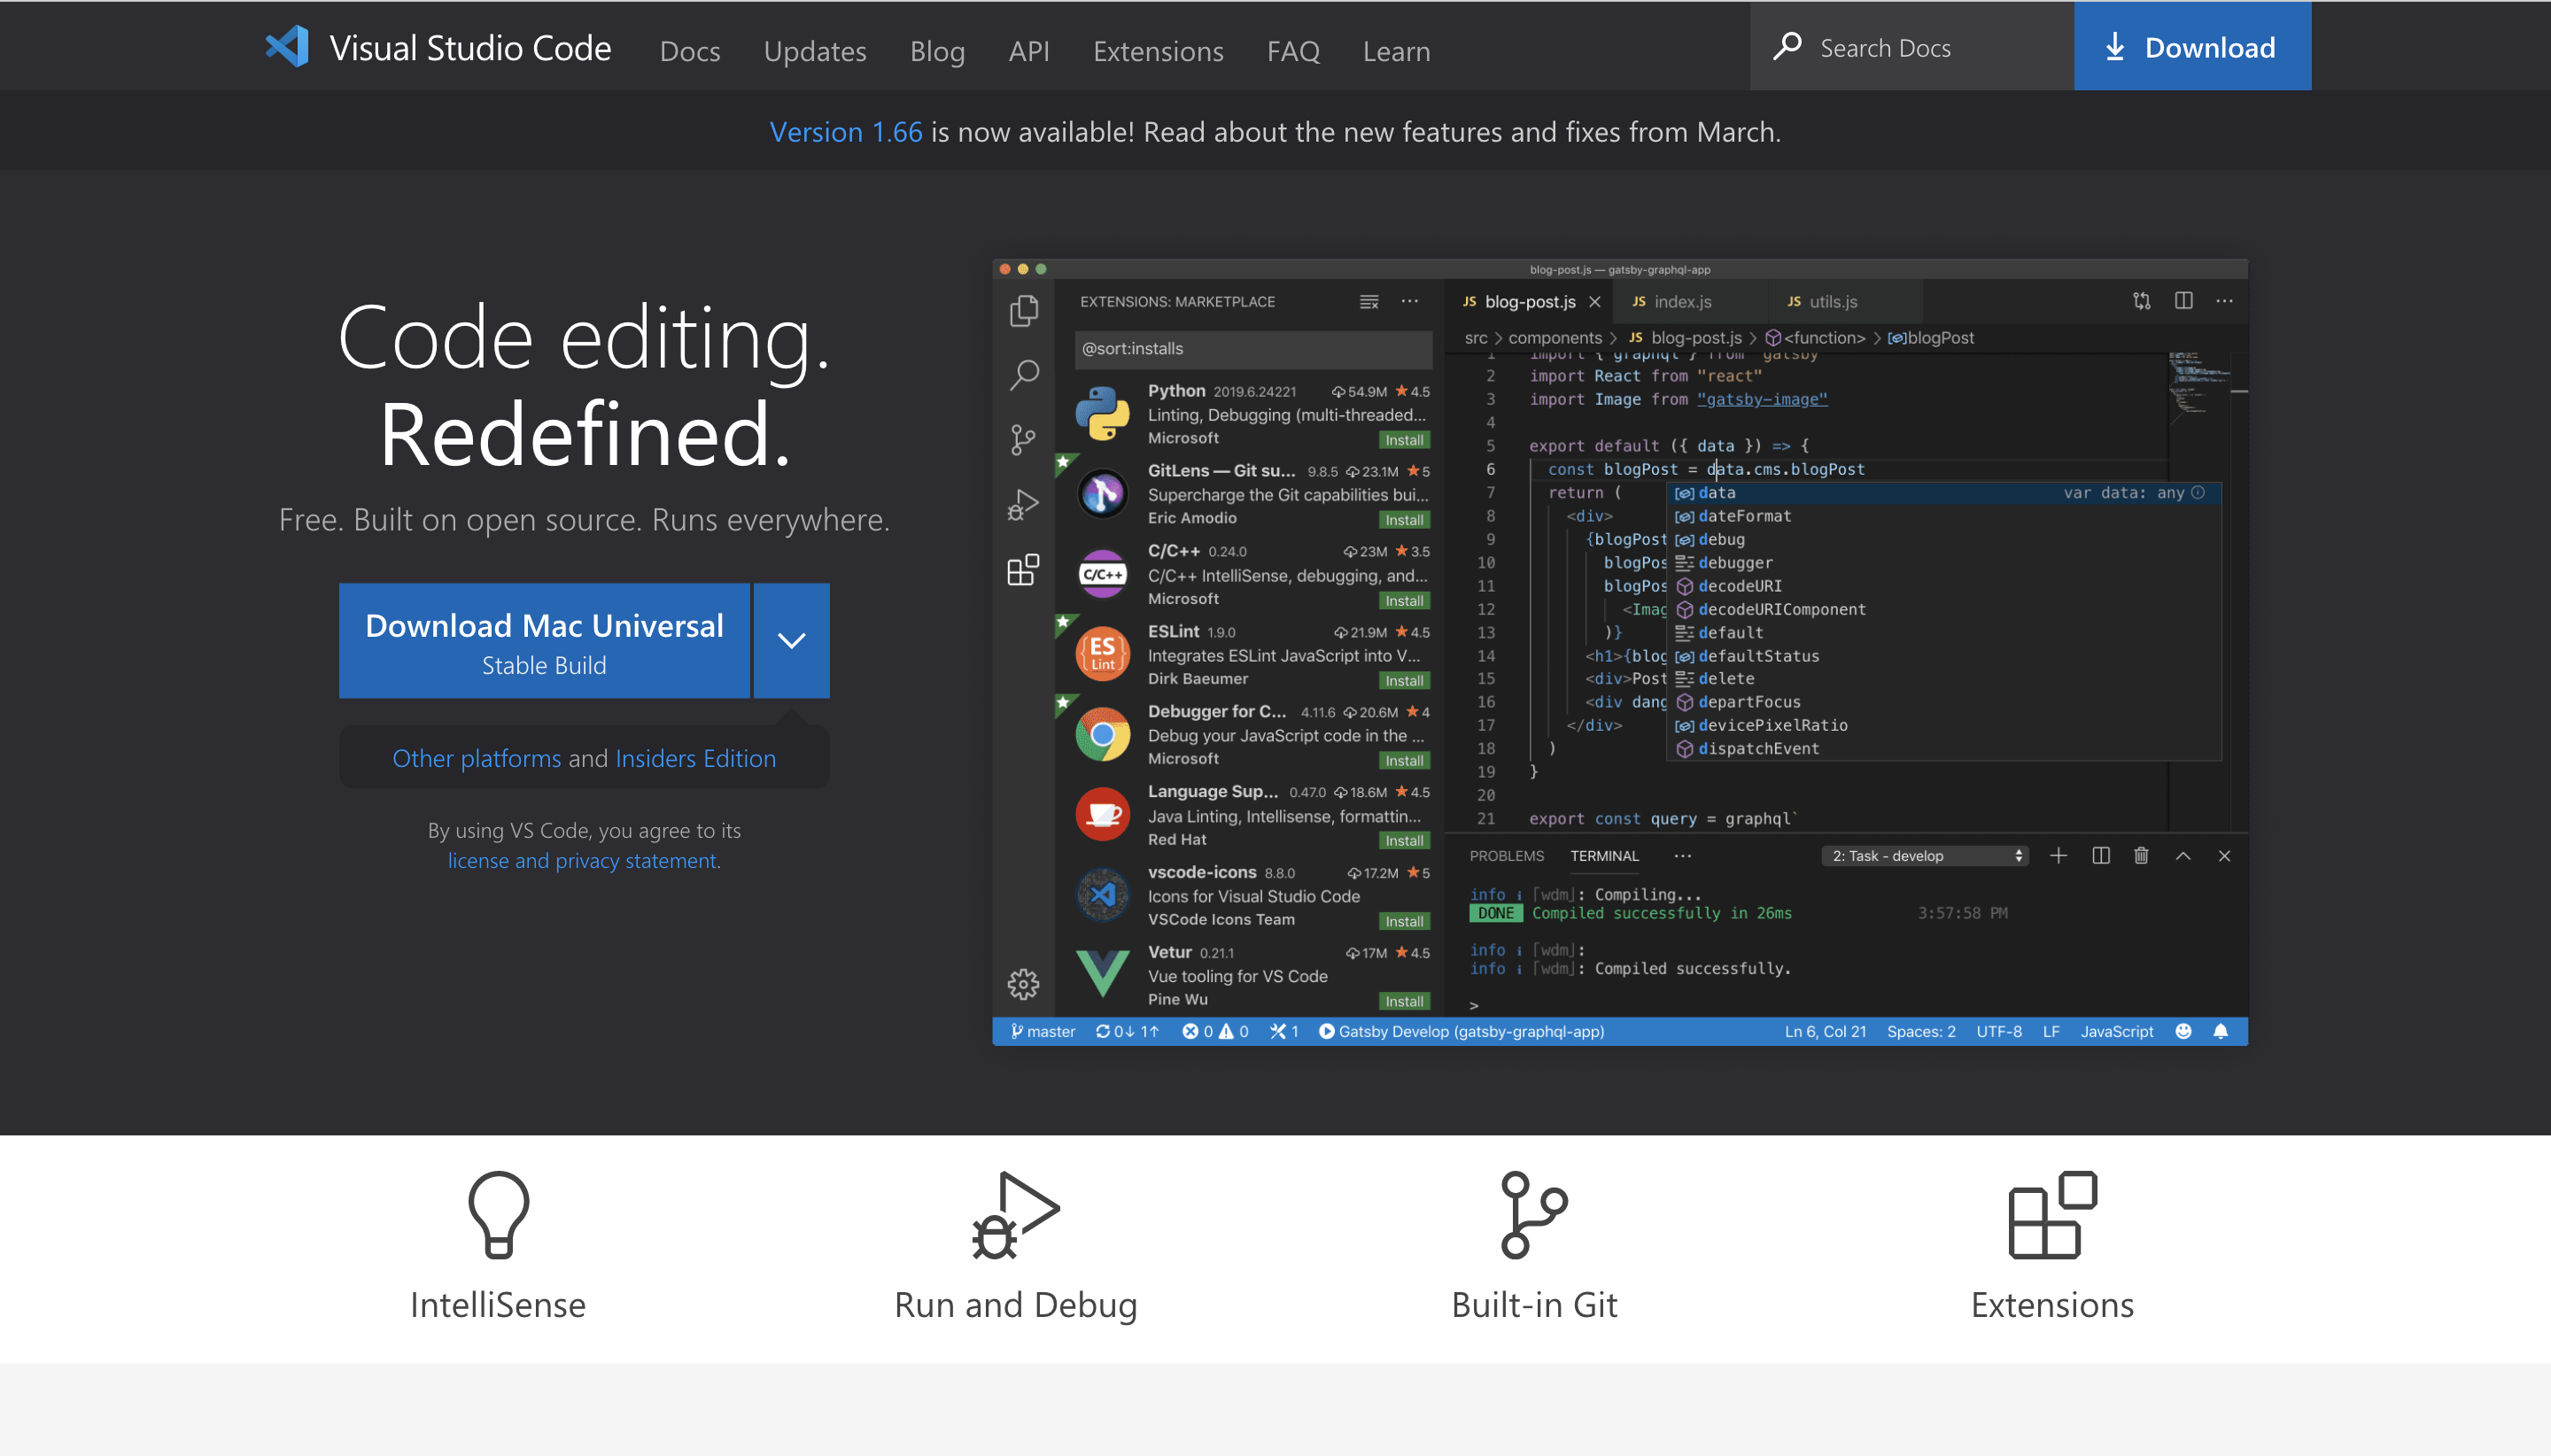 Visual Studio Code Docs Updates Blog API Extensions FAQ Learn Search Docs Download
Version 1.66 is now available! Read about the new features and fixes from March.
Code editing.
Redefined.
Free. Built on open source. Runs everywhere.
Download Mac Universal
Stable Build
Other platforms and Insiders Edition
By using VS Code, you agree to its
license and privacy statement.
blog-post.js — gatsby-graphql-app
EXTENSIONS: MARKETPLACE
@sort:installs
Python 2019.6.24221 54.9M 4.5
Linting, Debugging (multi-threaded...
Microsoft Install
GitLens — Git su... 9.8.5 23.1M 5
Supercharge the Git capabilities bui...
Eric Amodio Install
C/C++
C/C++ 0.24.0 23M 3.5
C/C++ IntelliSense, debugging, and...
Microsoft Install
ES
Lint
ESLint 1.9.0 21.9M 4.5
Integrates ESLint JavaScript into V...
Dirk Baeumer Install
Debugger for C... 4.11.6 20.6M 4
Debug your JavaScript code in the ...
Microsoft Install
Language Sup... 0.47.0 18.6M 4.5
Java Linting, Intellisense, formattin...
Red Hat Install
vscode-icons 8.8.0 17.2M 5
Icons for Visual Studio Code
VSCode Icons Team Install
Vetur 0.21.1 17M 4.5
Vue tooling for VS Code
Pine Wu Install
JS blog-post.js JS index.js JS utils.js
src > components > JS blog-post.js > <function> > blogPost
1 import { graphql } from "gatsby"
2 import React from "react"
3 import Image from "gatsby-image"
4
5 export default ({ data }) => {
6 const blogPost = data.cms.blogPost
7 return (
8 <div>
9 {blogPost
10 blogPos
11 blogPos
12 <Imag
13 )}
14 <h1>{blog
15 <div>Post
16 <div dang
17 </div>
18 )
19 }
20
21 export const query = graphql`
data var data: any
dateFormat
debug
debugger
decodeURI
decodeURIComponent
default
defaultStatus
delete
departFocus
devicePixelRatio
dispatchEvent
PROBLEMS TERMINAL ... 2: Task - develop
info i ｢wdm｣: Compiling...
DONE Compiled successfully in 26ms 3:57:58 PM
info i ｢wdm｣:
info i ｢wdm｣: Compiled successfully.
>
master 0↓ 1↑ 0 0 1 Gatsby Develop (gatsby-graphql-app) Ln 6, Col 21 Spaces: 2 UTF-8 LF JavaScript
IntelliSense
Run and Debug
Built-in Git
Extensions